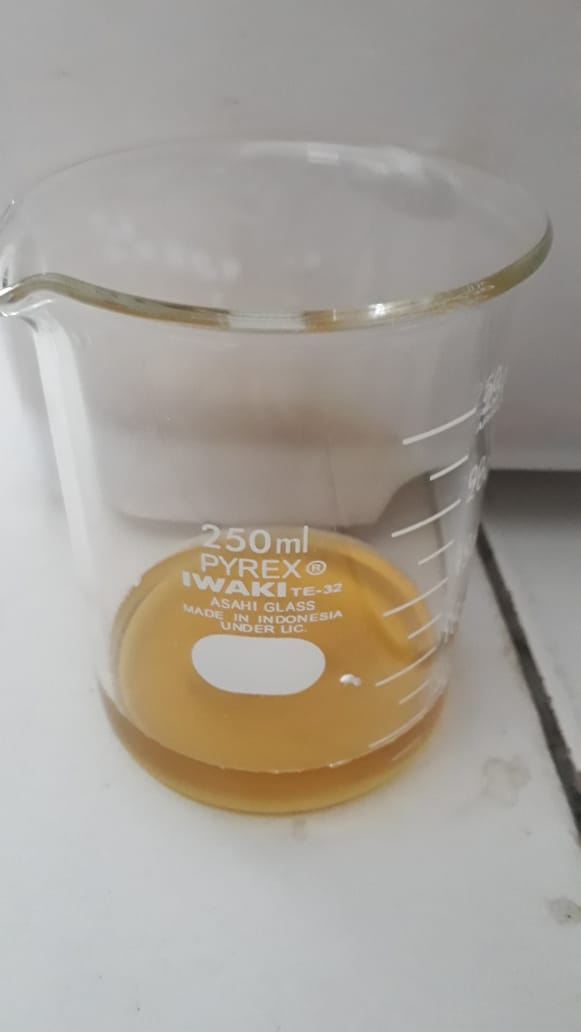 250ml
PYREX®
IWAKI TE-32
ASAHI GLASS
MADE IN INDONESIA
UNDER LIC.